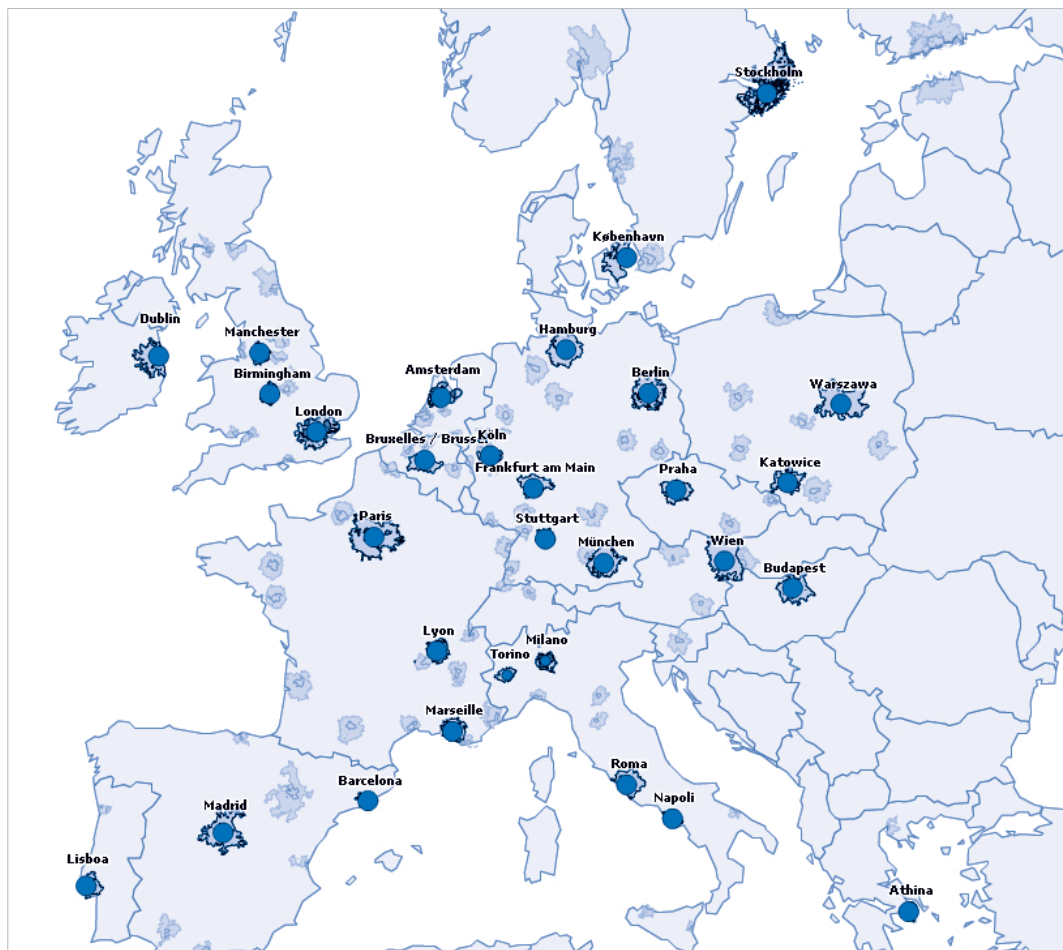 Stockholm
København
Dublin
Manchester
Hamburg
Birmingham
Amsterdam
Berlin
Warszawa
London
Bruxelles / Brussel
Köln
Frankfurt am Main
Praha
Katowice
Paris
Stuttgart
München
Wien
Budapest
Lyon
Milano
Torino
Marseille
Roma
Barcelona
Napoli
Madrid
Lisboa
Athina